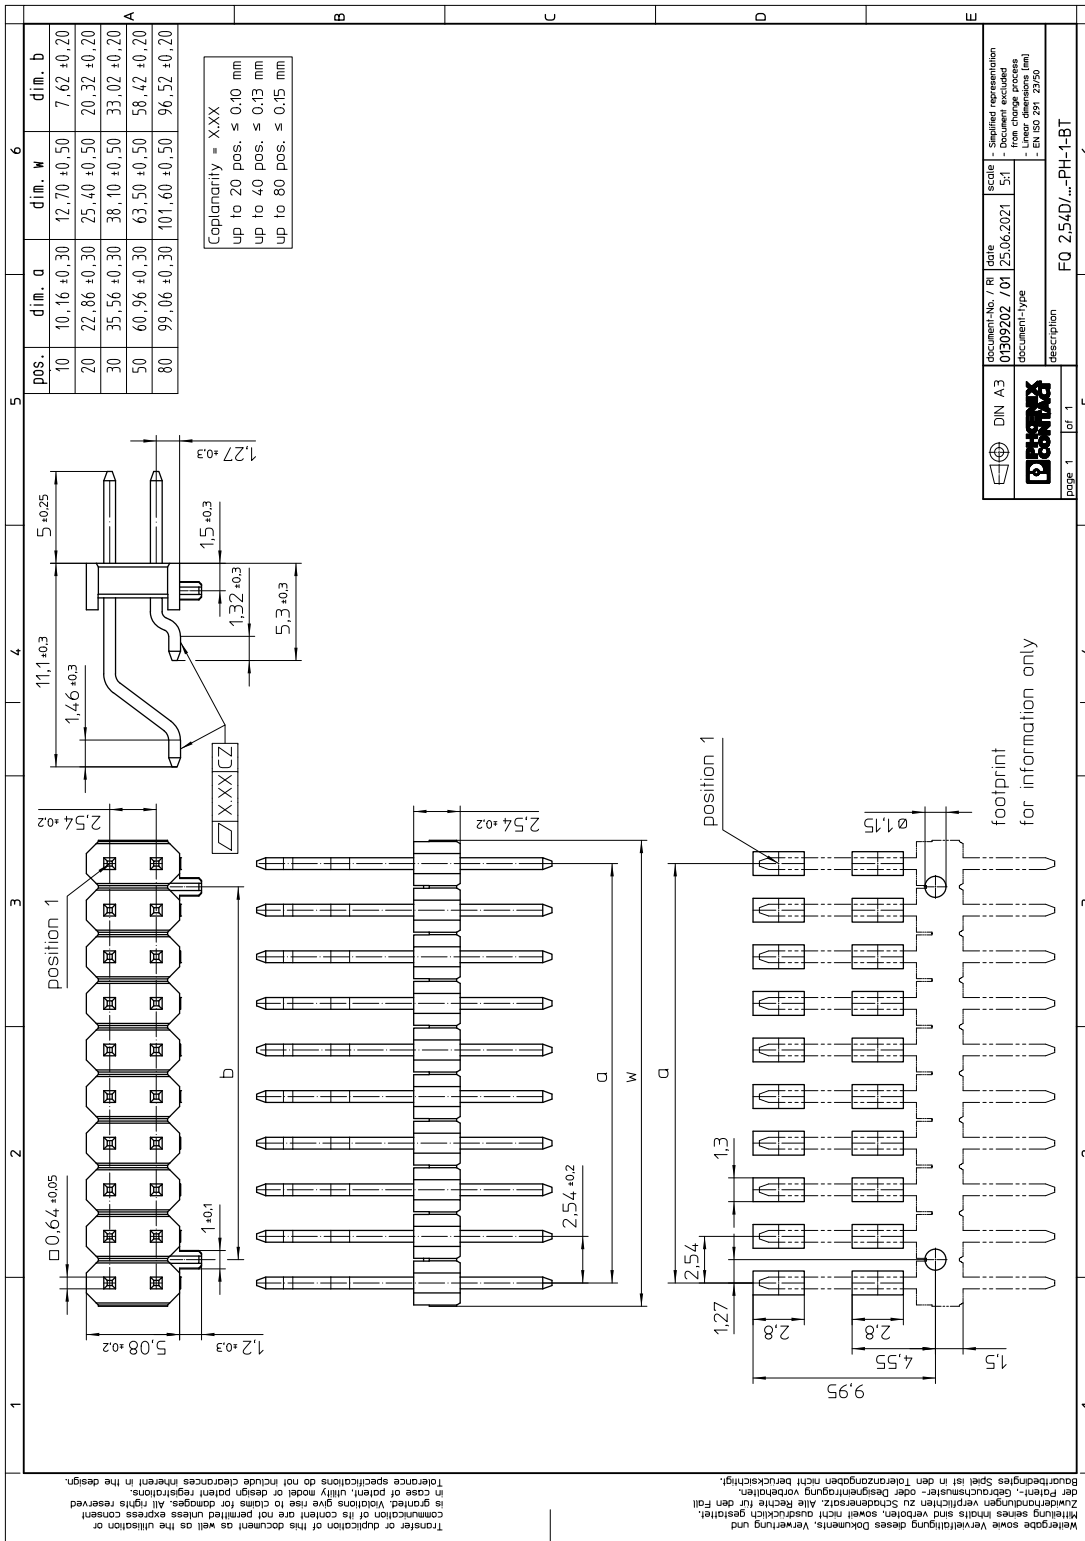 pos. dim. a dim. w dim. b
10 10,16 ±0,30 12,70 ±0,50 7,62 ±0,20
20 22,86 ±0,30 25,40 ±0,50 20,32 ±0,20
30 35,56 ±0,30 38,10 ±0,50 33,02 ±0,20
50 60,96 ±0,30 63,50 ±0,50 58,42 ±0,20
80 99,06 ±0,30 101,60 ±0,50 96,52 ±0,20
Coplanarity = X.XX
up to 20 pos. ≤ 0.10 mm
up to 40 pos. ≤ 0.13 mm
up to 80 pos. ≤ 0.15 mm
1 2 3 4 5 6
A B C D E
5 ±0,25
11,1 ±0,3
1,46 ±0,3
1,27 ±0,3
1,5 ±0,3
1,32 ±0,3
5,3 ±0,3
X.XX CZ
position 1
2,54 ±0,2
□ 0,64 ±0,05
b
1 ±0,1
5,08 ±0,2
1,2 ±0,3
2,54 ±0,2
2,54 ±0,2
a
w
position 1
a
ø 1,15
1,3
2,54
1,27
2,8
2,8
4,55
9,95
1,5
footprint
for information only
DIN A3
PHOENIX
CONTACT
page 1 of 1
document-No. / RI
01309202 / 01
date
25.06.2021
scale
5:1
- Simplified representation
- Document excluded
from change process
- Linear dimensions [mm]
- EN ISO 291 23/50
document-type
description
FQ 2,54D/...-PH-1-BT
1 2 3 4 5 6
Transfer or duplication of this document as well as the utilisation or
communication of its content are not permitted unless express consent
is granted. Violations give rise to claims for damages. All rights reserved
in case of patent, utility model or design patent registrations.
Tolerance specifications do not include clearances inherent in the design.
Weitergabe sowie Vervielfältigung dieses Dokuments, Verwertung und
Mitteilung seines Inhalts sind verboten, soweit nicht ausdrücklich gestattet.
Zuwiderhandlungen verpflichten zu Schadenersatz. Alle Rechte für den Fall
der Patent-, Gebrauchsmuster- oder Designeintragung vorbehalten.
Bauartbedingtes Spiel ist in den Toleranzangaben nicht berücksichtigt.